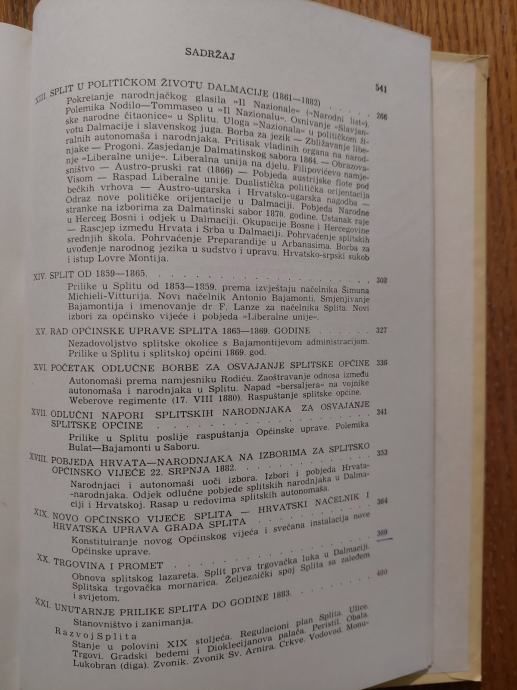 SADRŽAJ
541
XIII. SPLIT U POLITIČKOM ŽIVOTU DALMACIJE (1861—1882) . . . . . 266
Pokretanje narodnjačkog glasila »Il Nazionale« (»Narodni list«).
Polemika Nodilo—Tommaseo u »Il Nazionalu«. Osnivanje »Slavjan-
ske narodne čitaonice« u Splitu. Uloga »Nazionala« u političkom ži-
votu Dalmacije i slavenskog juga. Borba za jezik — Zbližavanje libe-
ralnih autonomaša i narodnjaka. Pritisak vladinih organa na narod-
njake — Progoni. Zasjedanje Dalmatinskog sabora 1864. — Obrazova-
nje »Liberalne unije«. Liberalna unija na djelu. Filipovićevo namje-
sništvo — Austro-pruski rat (1866) — Pobjeda austrijske flote pod
Visom — Raspad Liberalne unije. Dualistička politička orijentacija
bečkih vrhova — Austro-ugarska i Hrvatsko-ugarska nagodba —
Odraz nove političke orijentacije u Dalmaciji. Pobjeda Narodne
stranke na izborima za Dalmatinski sabor 1870. godine. Ustanak raje
u Herceg Bosni i odjek u Dalmaciji. Okupacije Bosne i Hercegovine
— Rascjep između Hrvata i Srba u Dalmaciji. Pohrvaćenje splitskih
srednjih škola. Pohrvaćenje Preparandije u Arbanasima. Borba za
uvođenje narodnog jezika u sudstvo i upravu. Hrvatsko-srpski sukob
i istup Lovre Montija.
XIV. SPLIT OD 1859—1865. . . . . . . . . . . . . 302
Prilike u Splitu od 1853—1859. prema izvještaju načelnika Šimuna
Michieli-Vitturija. Novi načelnik Antonio Bajamonti. Smjenjivanje
Bajamontija i imenovanje dr F. Lanze za načelnika Splita. Novi
izbori za općinsko vijeće i pobjeda »Liberalne unije«.
XV. RAD OPĆINSKE UPRAVE SPLITA 1865—1869. GODINE . . . . . 327
Nezadovoljstvo splitske okolice s Bajamontijevom administracijom.
Prilike u Splitu i splitskoj općini 1869. god.
XVI. POČETAK ODLUČNE BORBE ZA OSVAJANJE SPLITSKE OPĆINE 336
Autonomaši prema namjesniku Rodiću. Zaoštravanje odnosa između
autonomaša i narodnjaka u Splitu. Napad »bersaljera« na vojnike
Weberove regimente (17. VIII 1880). Raspuštanje splitske općine.
XVII. ODLUČNI NAPORI SPLITSKIH NARODNJAKA ZA OSVAJANJE
SPLITSKE OPĆINE . . . . . . . . . . . . . 341
Prilike u Splitu poslije raspuštanja Općinske uprave. Polemika
Bulat—Bajamonti u Saboru.
XVIII. POBJEDA HRVATA—NARODNJAKA NA IZBORIMA ZA SPLITSKO
OPĆINSKO VIJEĆE 22. SRPNJA 1882. . . . . . . . . 353
Narodnjaci i autonomaši uoči izbora. Izbori i pobjeda Hrvata-
-narodnjaka. Odjek odlučne pobjede splitskih narodnjaka u Dalma-
ciji i Hrvatskoj. Rasap u redovima splitskih autonomaša.
XIX. NOVO OPĆINSKO VIJEĆE SPLITA — HRVATSKI NAČELNIK I
HRVATSKA UPRAVA GRADA SPLITA . . . . . . . . . 364
Konstituiranje novog Općinskog vijeća i svečana instalacija nove
Općinske uprave.
XX. TRGOVINA I PROMET . . . . . . . . . . . . . 369
Obnova splitskog lazareta. Split prva trgovačka luka u Dalmaciji.
Splitska trgovačka mornarica. Željeznički spoj Splita sa zaleđem
i svijetom.
XXI. UNUTARNJE PRILIKE SPLITA DO GODINE 1883. . . . . . . 400
Stanovništvo i zanimanja.
Razvoj Splita
Stanje u polovini XIX stoljeća. Regulacioni plan Splita. Ulice.
Trgovi. Gradski bedemi i Dioklecijanova palača. Peristil. Obala.
Lukobran (diga). Zvonik. Zvonik Sv. Arnira. Crkve. Vodovod. Monu-